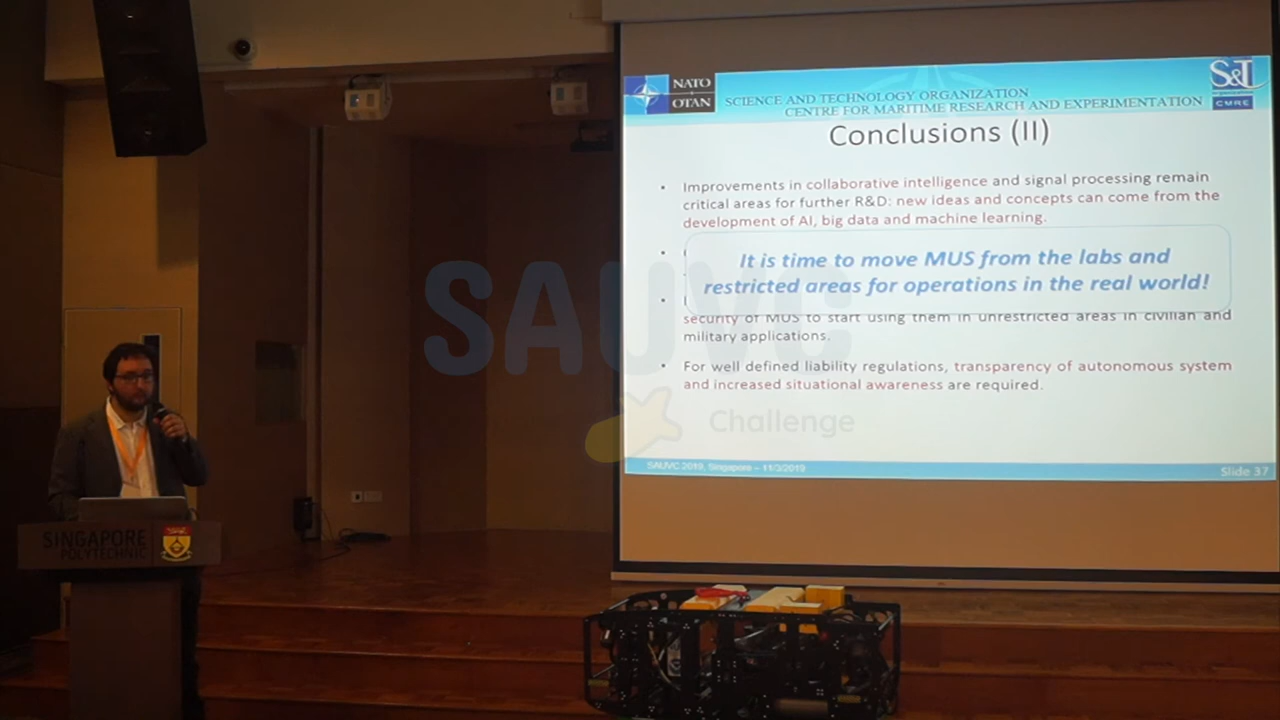 NATO
OTAN
SCIENCE AND TECHNOLOGY ORGANIZATION
CENTRE FOR MARITIME RESEARCH AND EXPERIMENTATION
S&T
organization
CMRE
Conclusions (II)
• Improvements in collaborative intelligence and signal processing remain
critical areas for further R&D: new ideas and concepts can come from the
development of AI, big data and machine learning.
It is time to move MUS from the labs and
restricted areas for operations in the real world!
security of MUS to start using them in unrestricted areas in civilian and
military applications.
• For well defined liability regulations, transparency of autonomous system
and increased situational awareness are required.
SAUVC 2019, Singapore – 11/3/2019
Slide 37
SAUVC
Challenge
SINGAPORE
POLYTECHNIC